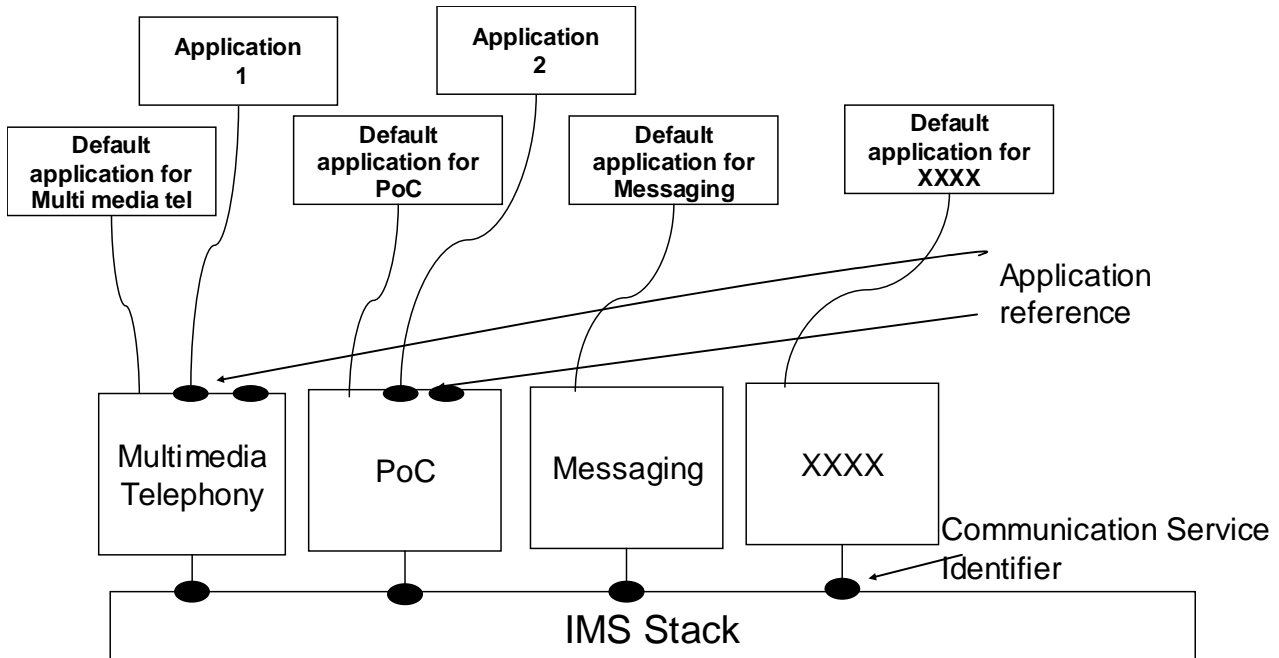 Application
1
Application
2
Default
application for
Multi media tel
Default
application for
PoC
Default
application for
Messaging
Default
application for
XXXX
Application
reference
Multimedia
Telephony
PoC
Messaging
XXXX
Communication Service
Identifier
IMS Stack